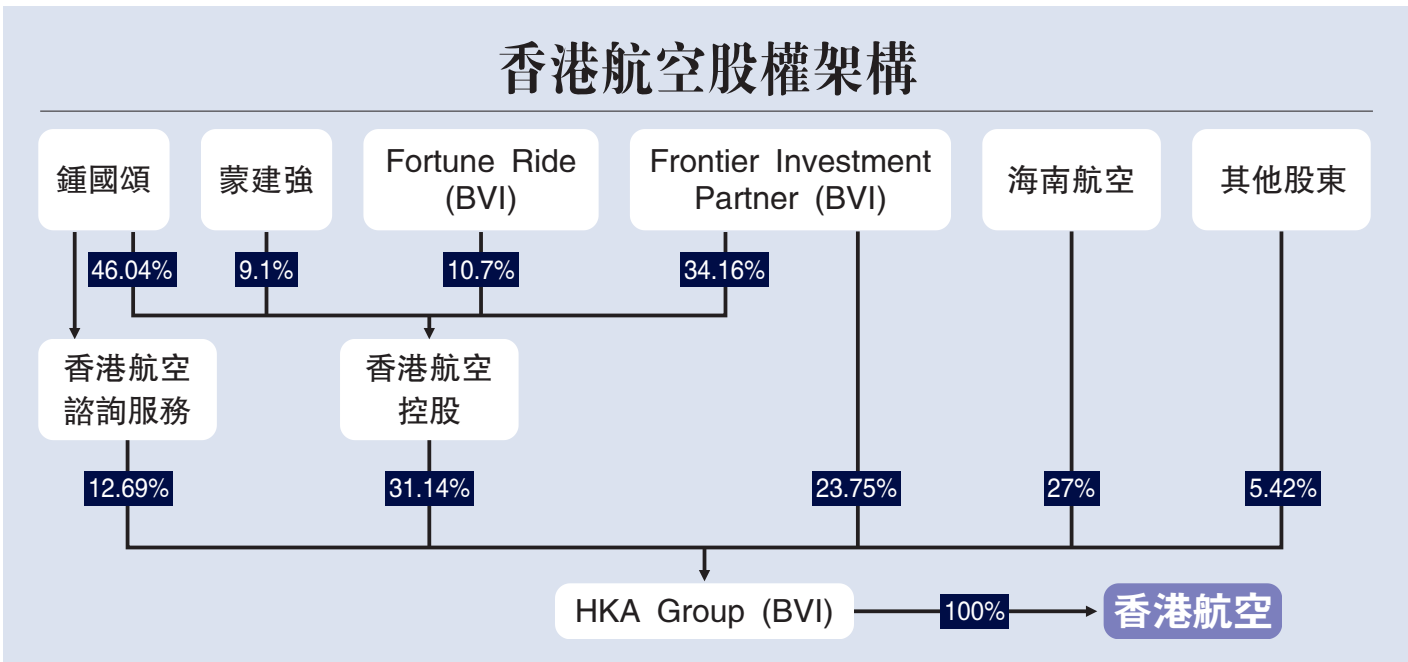 香港航空股權架構
鍾國頌
蒙建強
Fortune Ride
(BVI)
Frontier Investment
Partner (BVI)
海南航空
其他股東
46.04%
9.1%
10.7%
34.16%
香港航空
諮詢服務
香港航空
控股
12.69%
31.14%
23.75%
27%
5.42%
HKA Group (BVI)
100%
香港航空